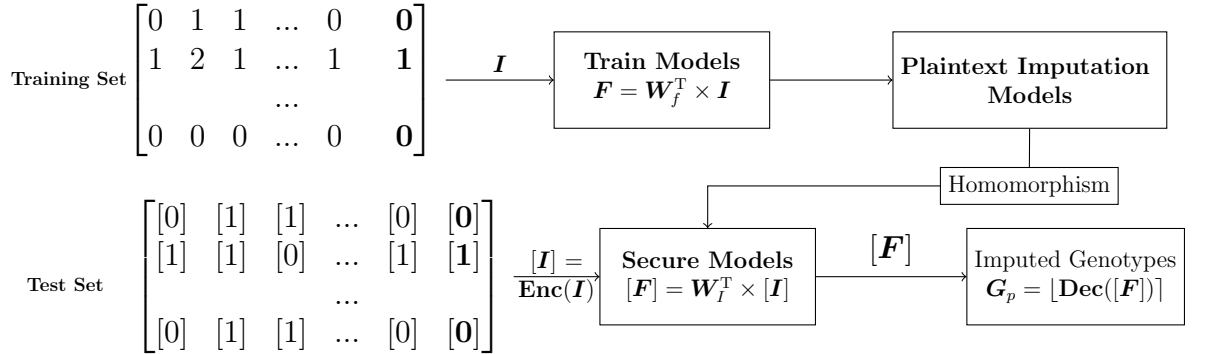 Training Set
0 1 1 ... 0 0
1 2 1 ... 1 1
...
0 0 0 ... 0 0
I
Train Models
F = W_f^T × I
Plaintext Imputation
Models
Homomorphism
Test Set
[0] [1] [1] ... [0] [0]
[1] [1] [0] ... [1] [1]
...
[0] [1] [1] ... [0] [0]
[I] =
Enc(I)
Secure Models
[F] = W_I^T × [I]
[F]
Imputed Genotypes
G_p = ⌊Dec([F])⌉